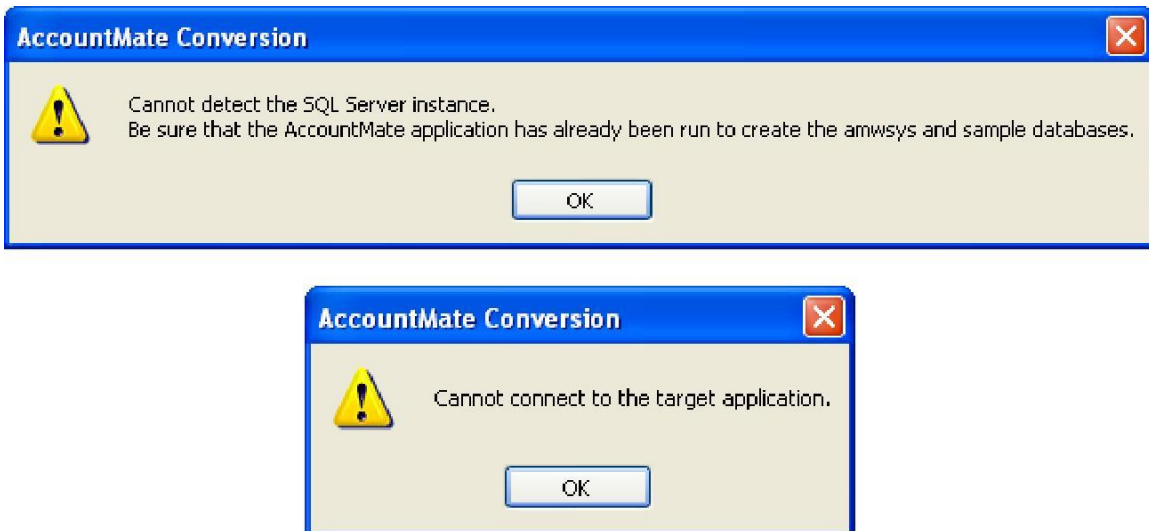 AccountMate Conversion
Cannot detect the SQL Server instance.
Be sure that the AccountMate application has already been run to create the amwsys and sample databases.
OK
AccountMate Conversion
Cannot connect to the target application.
OK